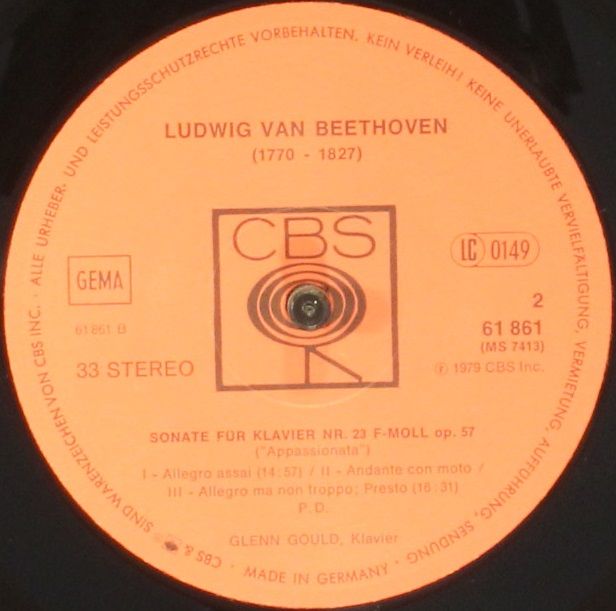 ALLE URHEBER- UND LEISTUNGSSCHUTZRECHTE VORBEHALTEN. KEIN VERLEIH! KEINE UNERLAUBTE VERVIELFÄLTIGUNG, VERMIETUNG, AUFFÜHRUNG, SENDUNG
LUDWIG VAN BEETHOVEN
(1770 - 1827)
CBS
GEMA
LC 0149
61 861 B
2
61 861
(MS 7413)
33 STEREO
℗ 1979 CBS Inc.
SONATE FÜR KLAVIER NR. 23 F-MOLL op. 57
("Appassionata")
I - Allegro assai (14:57) / II - Andante con moto /
III - Allegro ma non troppo; Presto (16:31)
P.D.
GLENN GOULD, Klavier
CBS & SIND WARENZEICHEN VON CBS INC. ·
· MADE IN GERMANY ·